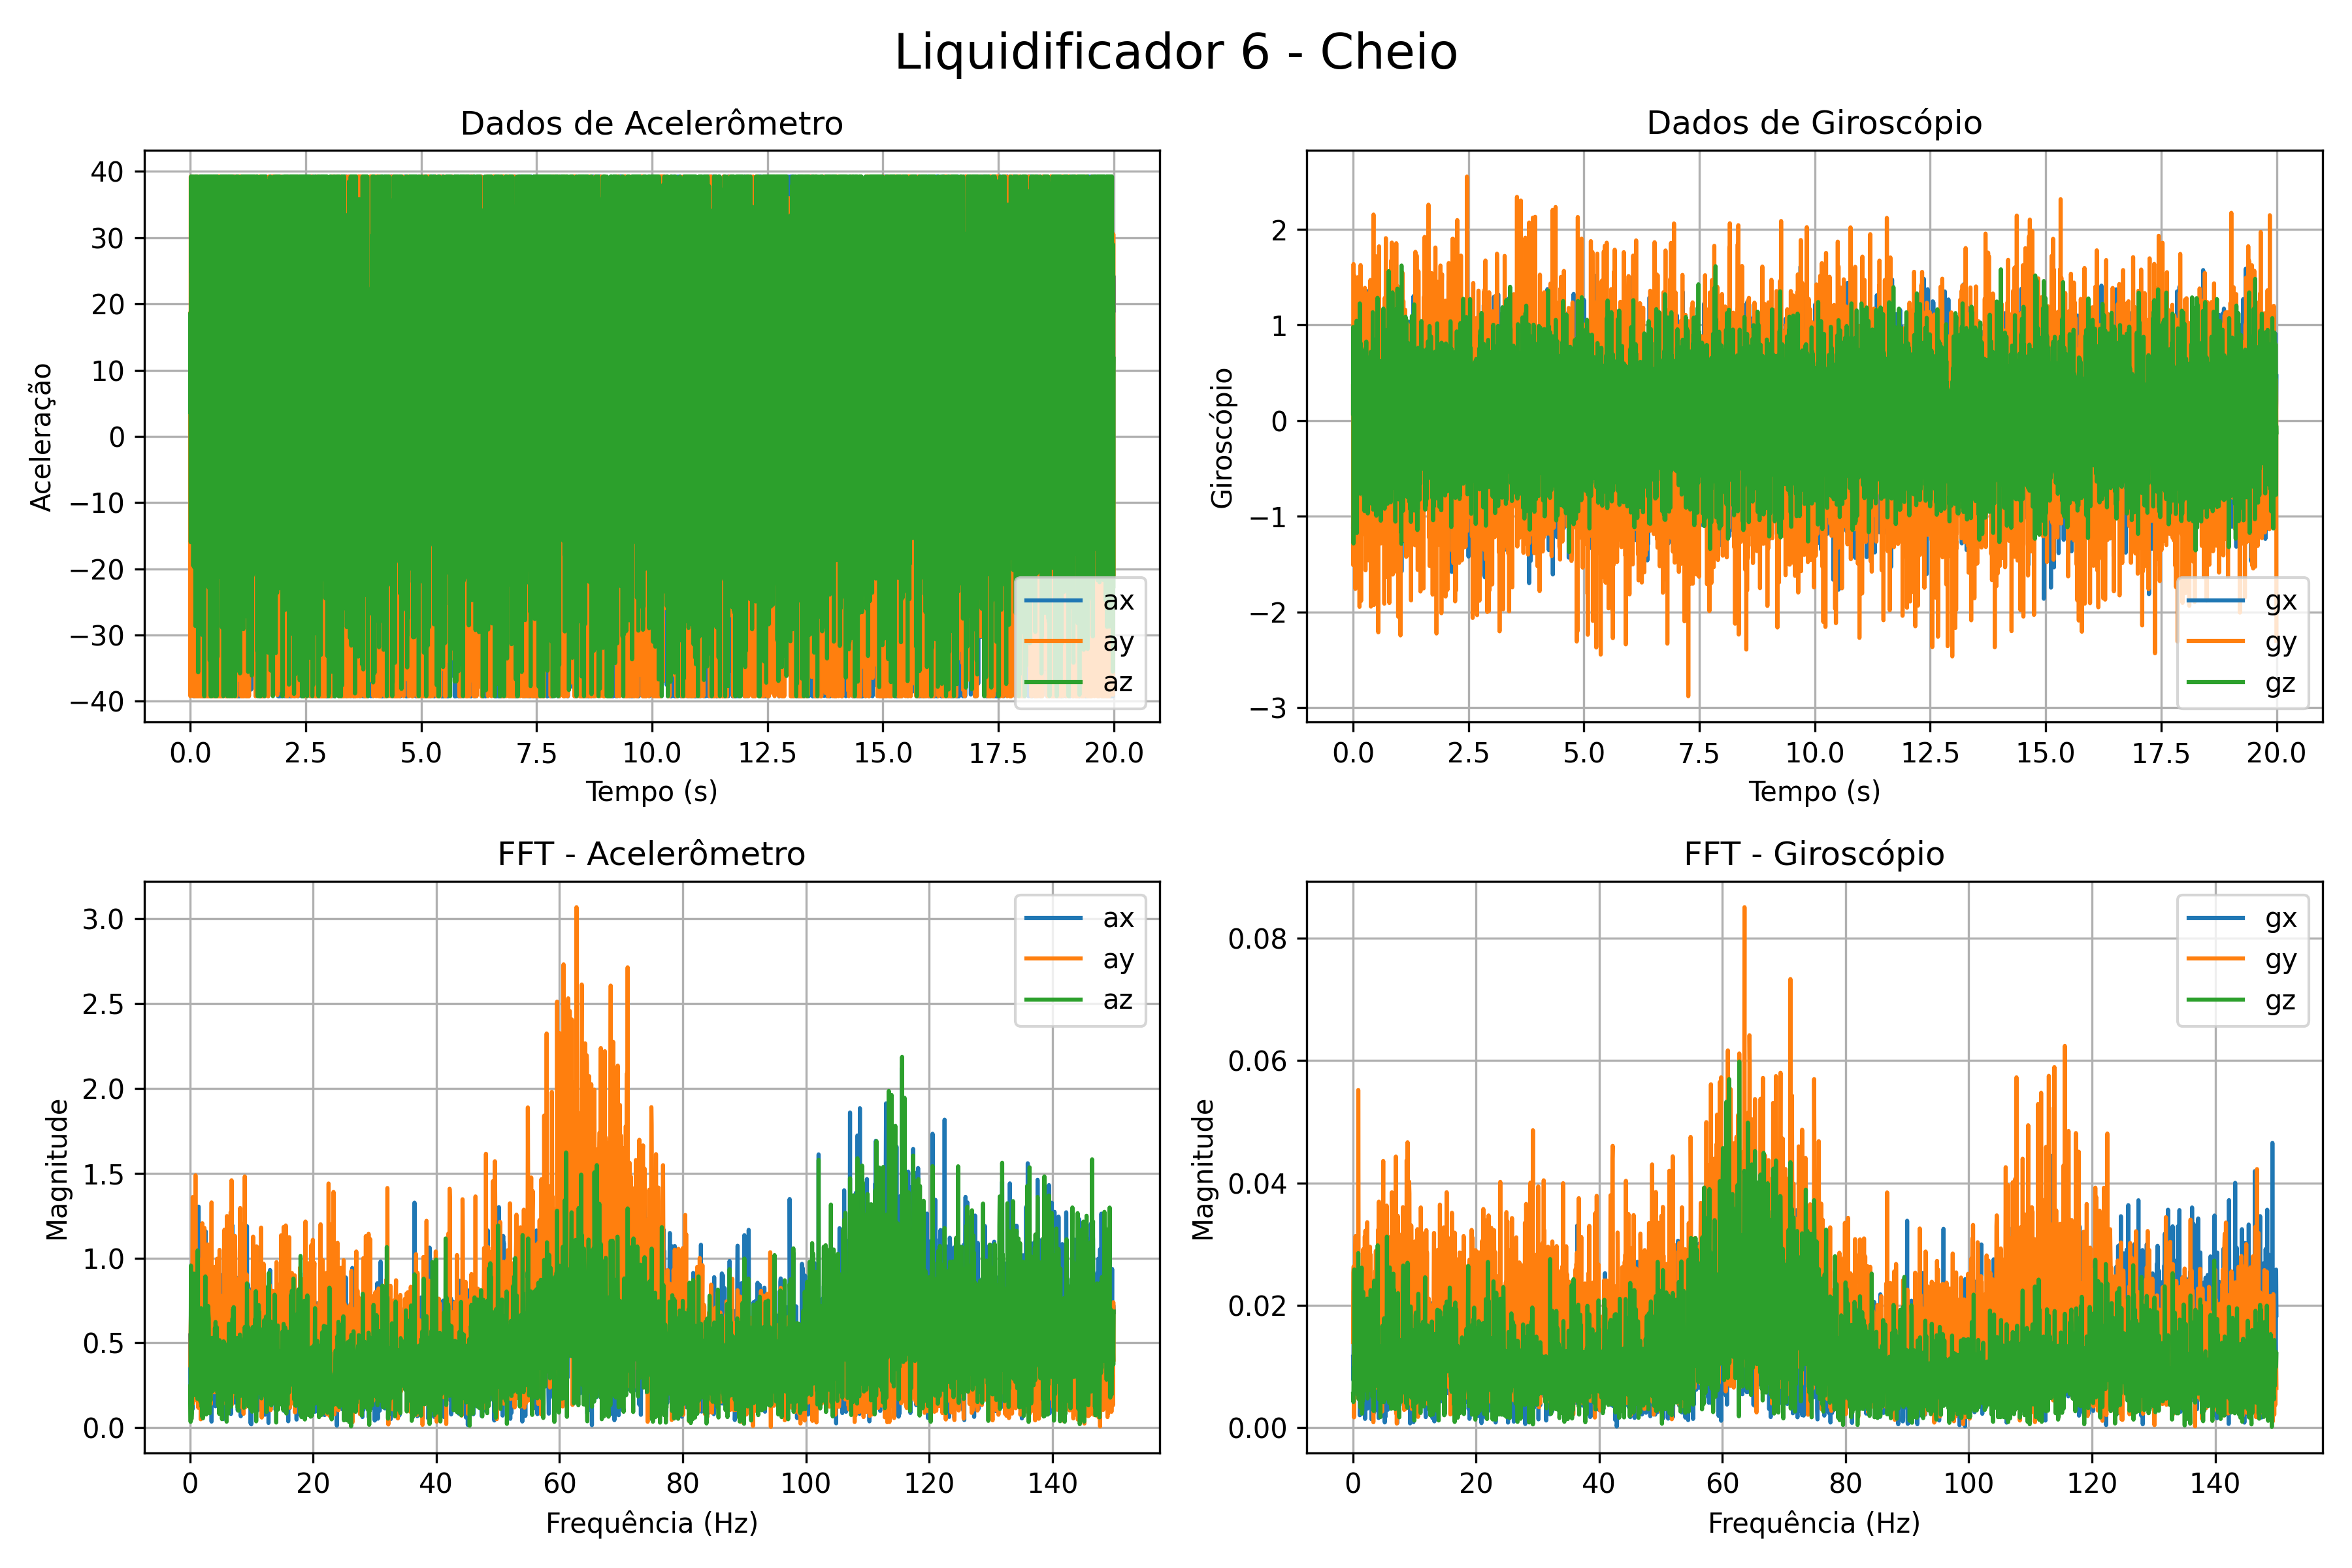 Liquidificador 6 - Cheio
Dados de Acelerômetro
Aceleração
40
30
20
10
0
−10
−20
−30
−40
ax
ay
az
0.0 2.5 5.0 7.5 10.0 12.5 15.0 17.5 20.0
Tempo (s)
Dados de Giroscópio
Giroscópio
2
1
0
−1
−2
−3
gx
gy
gz
0.0 2.5 5.0 7.5 10.0 12.5 15.0 17.5 20.0
Tempo (s)
FFT - Acelerômetro
Magnitude
3.0
2.5
2.0
1.5
1.0
0.5
0.0
ax
ay
az
0 20 40 60 80 100 120 140
Frequência (Hz)
FFT - Giroscópio
Magnitude
0.08
0.06
0.04
0.02
0.00
gx
gy
gz
0 20 40 60 80 100 120 140
Frequência (Hz)